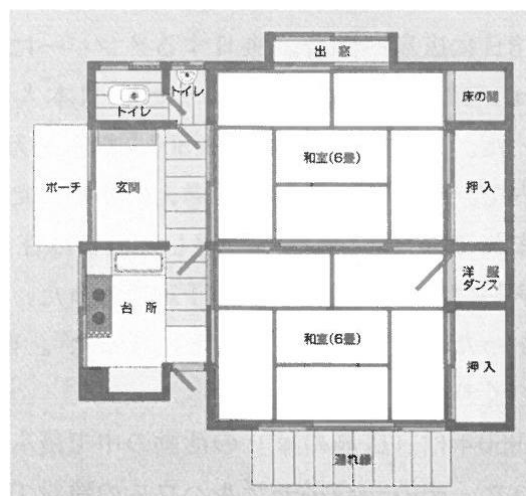 出窓
トイレ
トイレ
床の間
和室(6畳)
ポーチ
玄関
押入
洋服
ダンス
台所
和室(6畳)
押入
濡れ縁